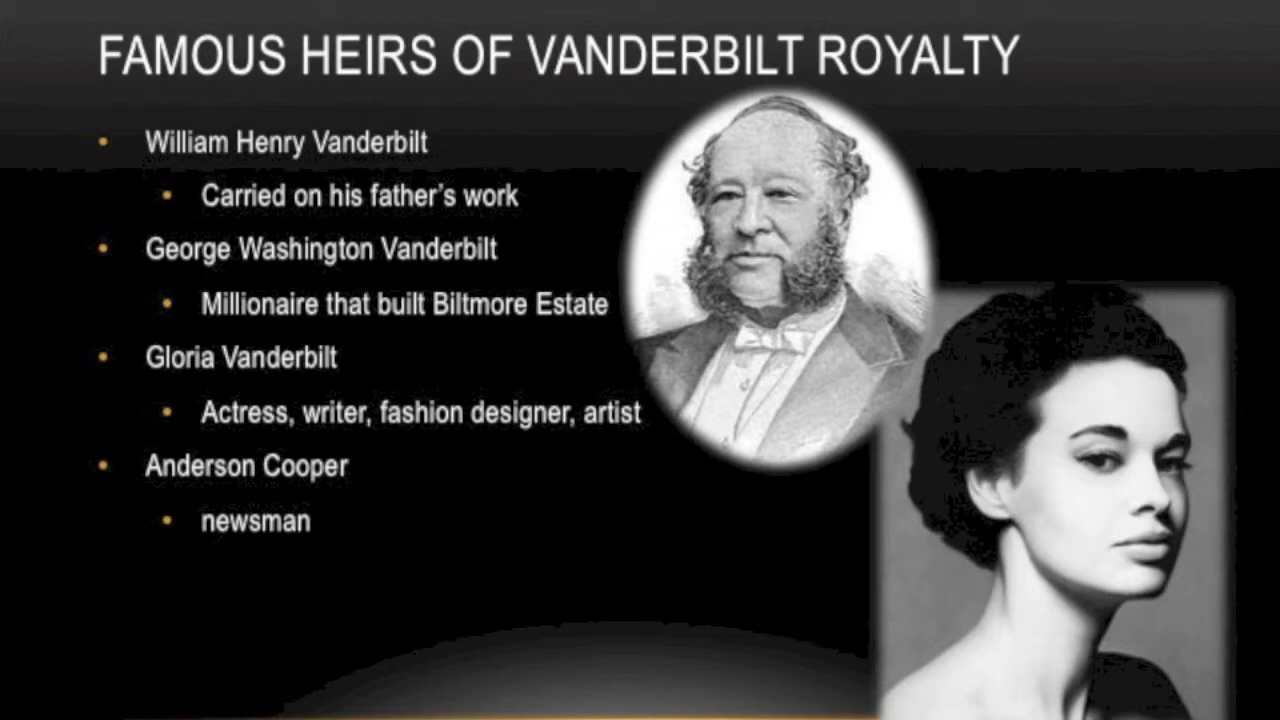 FAMOUS HEIRS OF VANDERBILT ROYALTY
• William Henry Vanderbilt
• Carried on his father’s work
• George Washington Vanderbilt
• Millionaire that built Biltmore Estate
• Gloria Vanderbilt
• Actress, writer, fashion designer, artist
• Anderson Cooper
• newsman